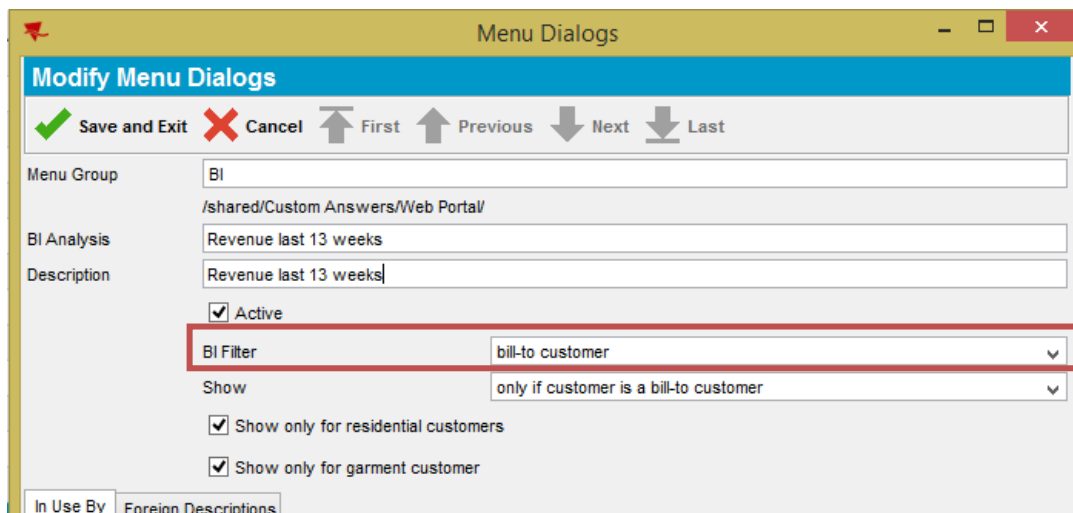 Menu Dialogs
Modify Menu Dialogs
Save and Exit Cancel First Previous Next Last
Menu Group BI
/shared/Custom Answers/Web Portal/
BI Analysis Revenue last 13 weeks
Description Revenue last 13 weeks
Active
BI Filter bill-to customer
Show only if customer is a bill-to customer
Show only for residential customers
Show only for garment customer
In Use By Foreign Descriptions